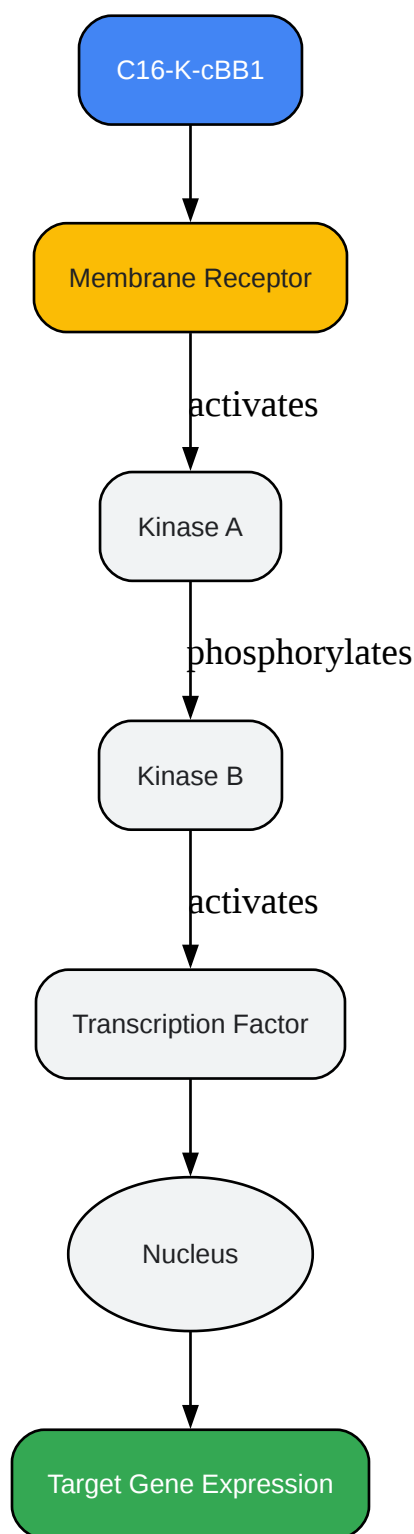 C16-K-cBB1
Membrane Receptor
activates
Kinase A
phosphorylates
Kinase B
activates
Transcription Factor
Nucleus
Target Gene Expression